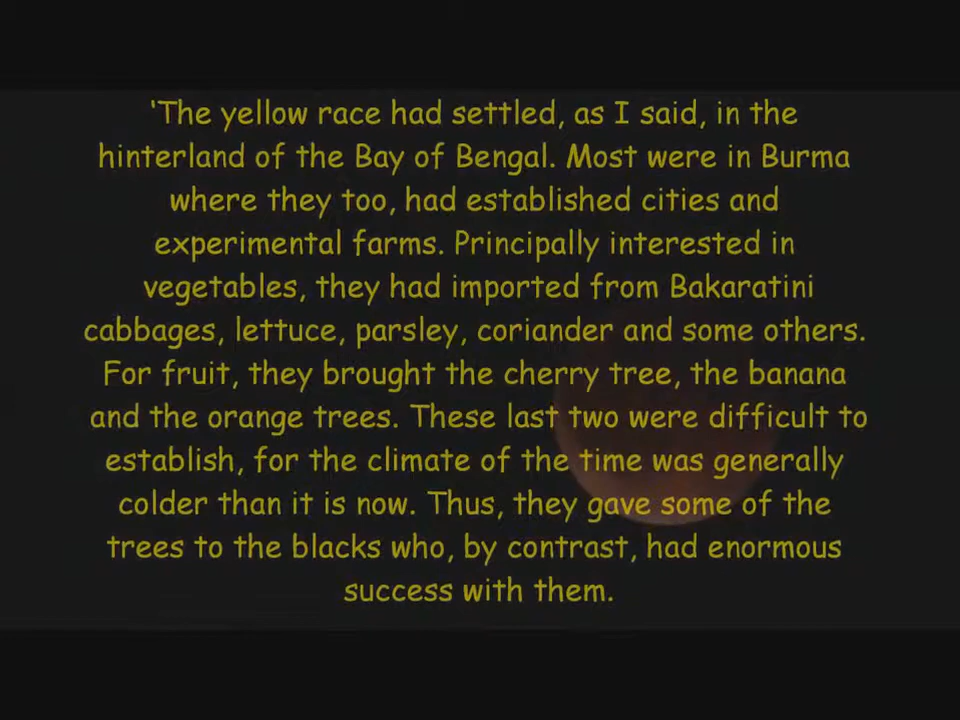 'The yellow race had settled, as I said, in the
hinterland of the Bay of Bengal. Most were in Burma
where they too, had established cities and
experimental farms. Principally interested in
vegetables, they had imported from Bakaratini
cabbages, lettuce, parsley, coriander and some others.
For fruit, they brought the cherry tree, the banana
and the orange trees. These last two were difficult to
establish, for the climate of the time was generally
colder than it is now. Thus, they gave some of the
trees to the blacks who, by contrast, had enormous
success with them.